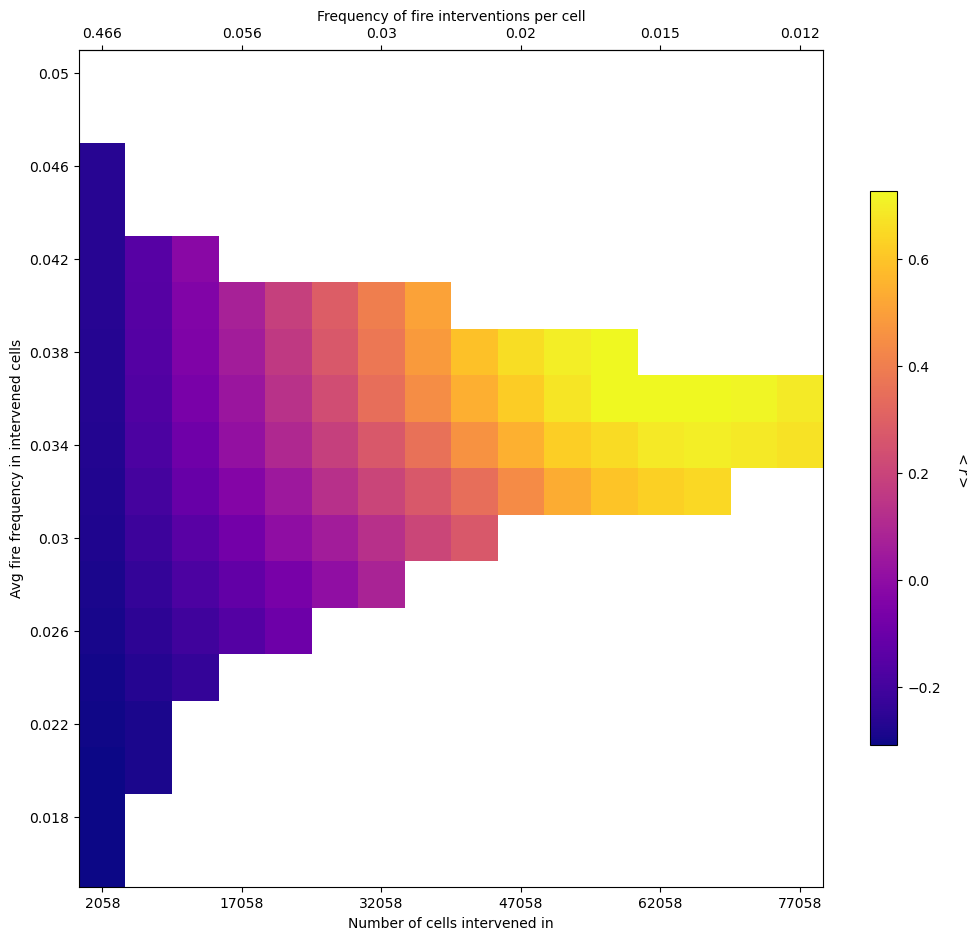 Frequency of fire interventions per cell
0.466 0.056 0.03 0.02 0.015 0.012
Avg fire frequency in intervened cells
0.05
0.046
0.042
0.038
0.034
0.03
0.026
0.022
0.018
2058 17058 32058 47058 62058 77058
Number of cells intervened in
0.6
0.4
0.2
0.0
−0.2
< r >